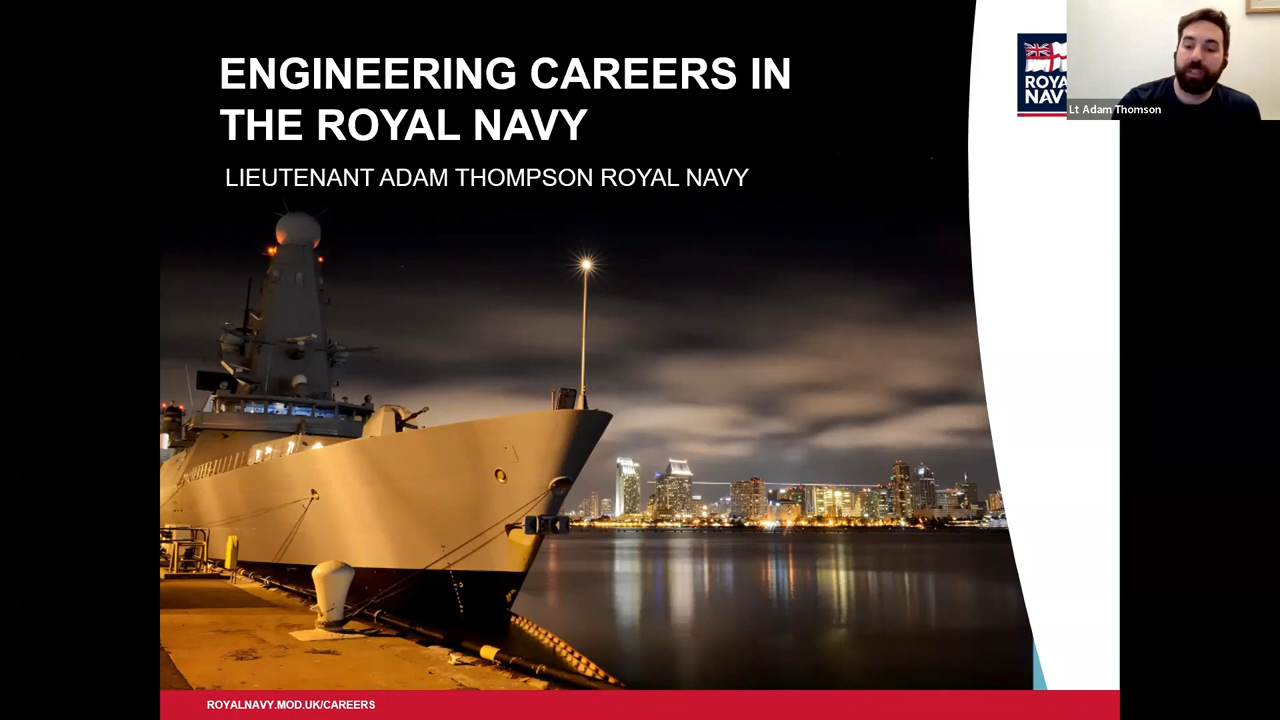 ENGINEERING CAREERS IN
THE ROYAL NAVY
LIEUTENANT ADAM THOMPSON ROYAL NAVY
ROYA
NAV
Lt Adam Thomson
ROYALNAVY.MOD.UK/CAREERS